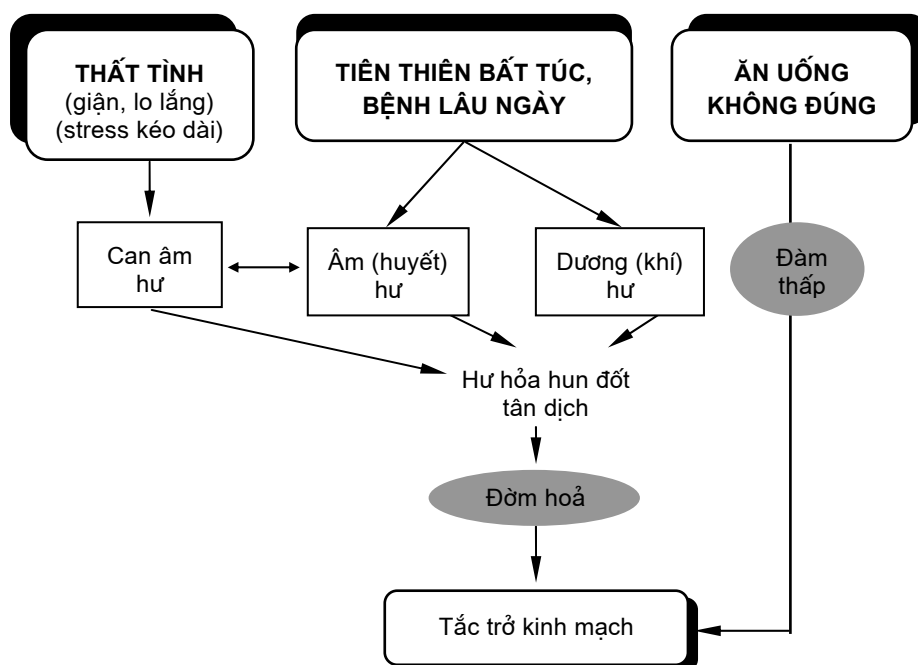 THẤT TÌNH
(giận, lo lắng)
(stress kéo dài)
TIÊN THIÊN BẤT TÚC,
BỆNH LÂU NGÀY
ĂN UỐNG
KHÔNG ĐÚNG
Can âm
hư
Âm (huyết)
hư
Dương (khí)
hư
Đàm
thấp
Hư hỏa hun đốt
tân dịch
Đờm hoả
Tắc trở kinh mạch